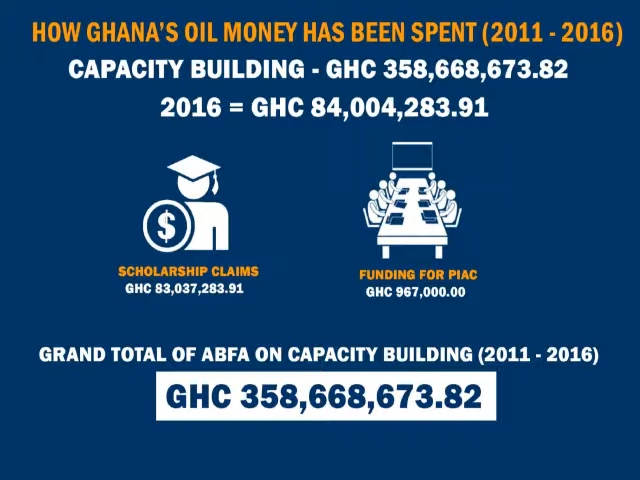 HOW GHANA'S OIL MONEY HAS BEEN SPENT (2011 - 2016)
CAPACITY BUILDING - GHC 358,668,673.82
2016 = GHC 84,004,283.91
$
SCHOLARSHIP CLAIMS
GHC 83,037,283.91
FUNDING FOR PIAC
GHC 967,000.00
GRAND TOTAL OF ABFA ON CAPACITY BUILDING (2011 - 2016)
GHC 358,668,673.82